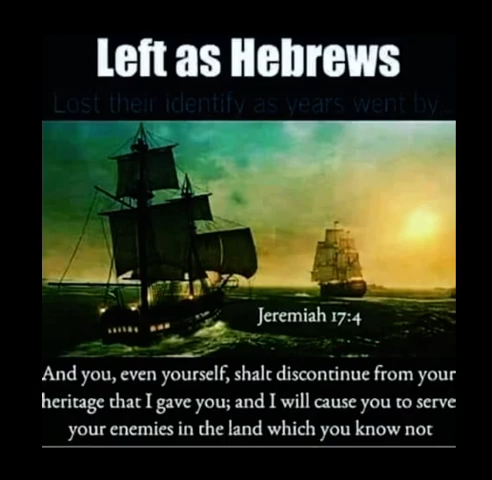 Left as Hebrews
Lost their identify as years went by...
Jeremiah 17:4
And you, even yourself, shalt discontinue from your
heritage that I gave you; and I will cause you to serve
your enemies in the land which you know not